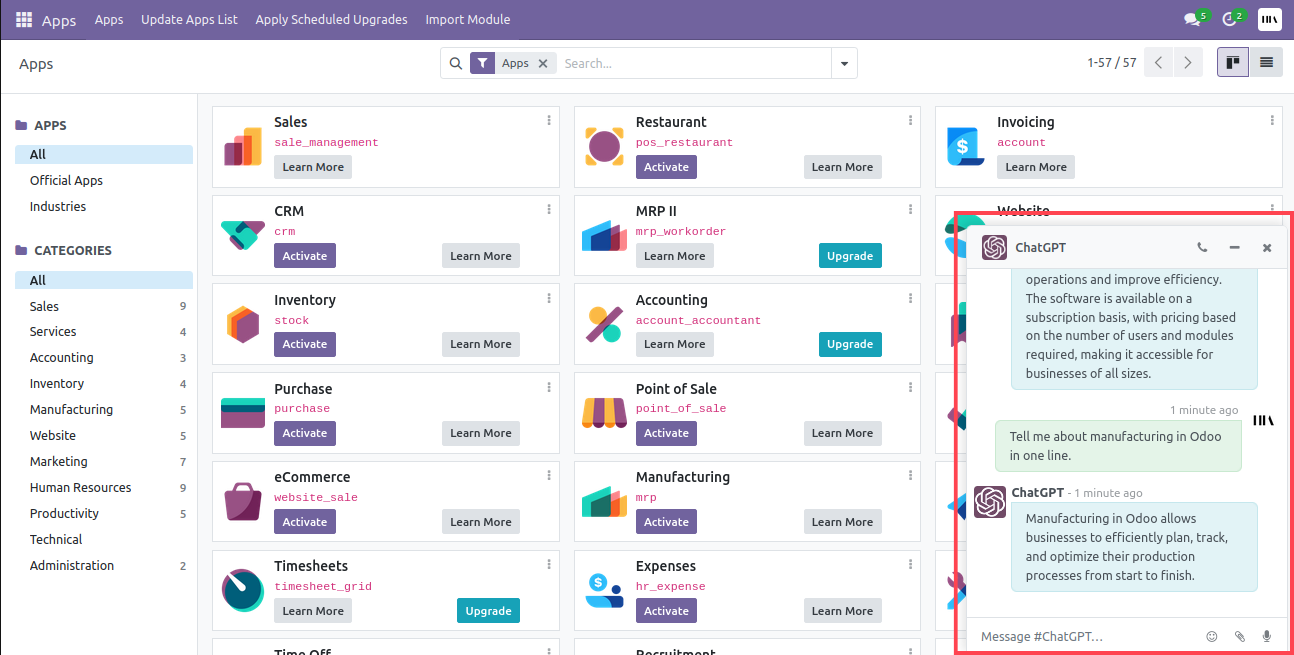 Apps
Apps
Update Apps List
Apply Scheduled Upgrades
Import Module
5
2
Apps
Apps
Search...
1-57 / 57
APPS
All
Official Apps
Industries
CATEGORIES
All
Sales 9
Services 4
Accounting 3
Inventory 4
Manufacturing 5
Website 5
Marketing 7
Human Resources 9
Productivity 5
Technical
Administration 2
Sales
sale_management
Learn More
Restaurant
pos_restaurant
Activate
Learn More
Invoicing
account
Learn More
CRM
crm
Activate
Learn More
MRP II
mrp_workorder
Learn More
Upgrade
Website
Inventory
stock
Activate
Learn More
Accounting
account_accountant
Learn More
Upgrade
Purchase
purchase
Activate
Learn More
Point of Sale
point_of_sale
Activate
Learn More
eCommerce
website_sale
Activate
Learn More
Manufacturing
mrp
Activate
Learn More
Timesheets
timesheet_grid
Learn More
Upgrade
Expenses
hr_expense
Activate
Learn More
Time Off
Recruitment
ChatGPT
operations and improve efficiency.
The software is available on a
subscription basis, with pricing based
on the number of users and modules
required, making it accessible for
businesses of all sizes.
1 minute ago
Tell me about manufacturing in Odoo
in one line.
ChatGPT - 1 minute ago
Manufacturing in Odoo allows
businesses to efficiently plan, track,
and optimize their production
processes from start to finish.
Message #ChatGPT...